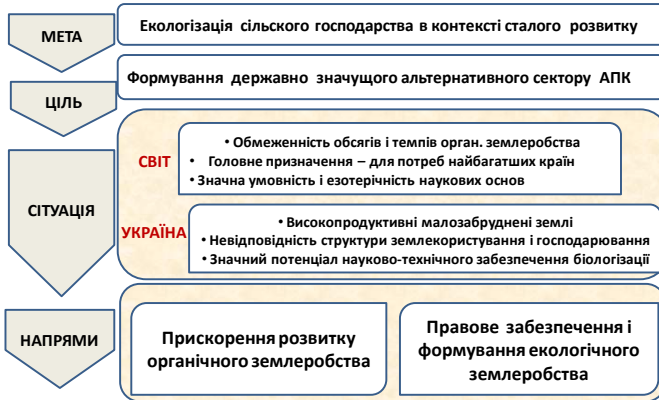 МЕТА
Екологізація сільского господарства в контексті сталого розвитку
ЦІЛЬ
Формування державно значущого альтернативного сектору АПК
СІТУАЦІЯ
СВІТ
• Обмеженність обсягів і темпів орган. землеробства
• Головне призначення – для потреб найбагатших країн
• Значна умовність і езотерічність наукових основ
УКРАЇНА
• Високопродуктивні малозабруднені землі
• Невідповідність структури землекористування і господарювання
• Значний потенціал науково-технічного забезпечення біологізації
НАПРЯМИ
Прискорення розвитку
органічного землеробства
Правове забезпечення і
формування екологічного
землеробства